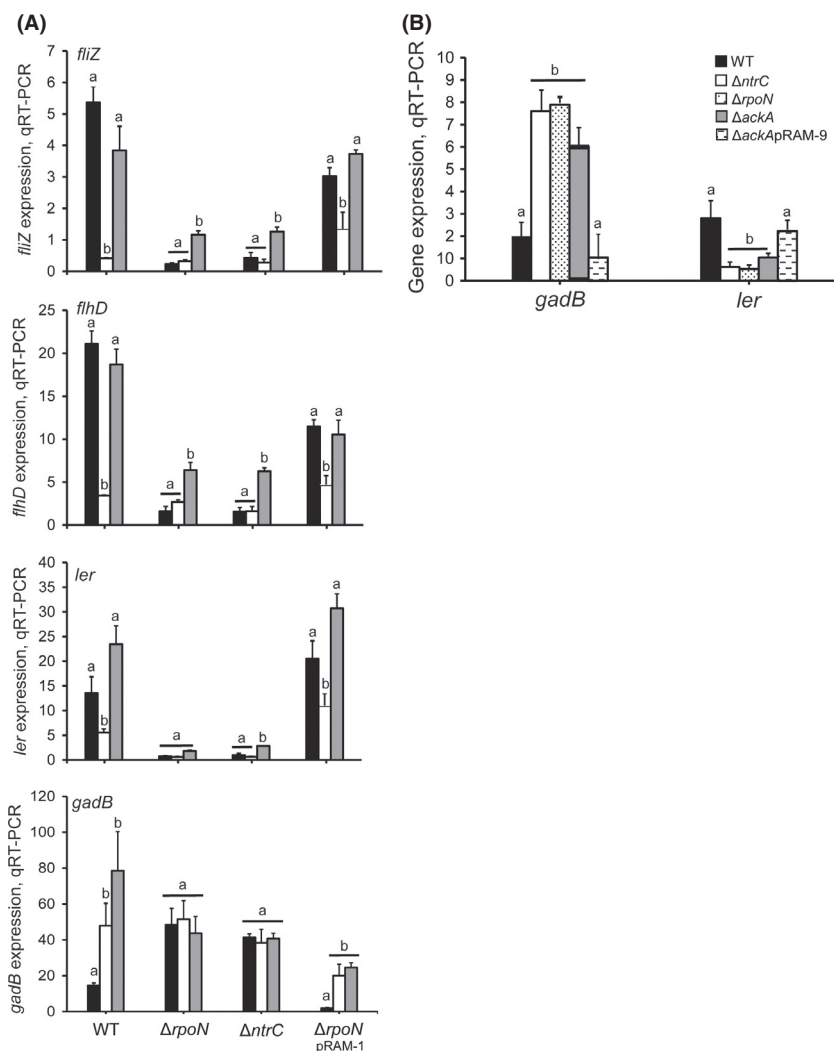 (A)
fliZ
fliZ expression, qRT-PCR
7
6
5
4
3
2
1
0
a
b
a
a
b
a
b
a
b
a
flhD
flhD expression, qRT-PCR
20
15
10
5
0
a
b
a
a
b
a
b
a
b
a
ler
ler expression, qRT-PCR
40
35
30
25
20
15
10
5
0
a
b
a
a
a
b
a
b
a
gadB
gadB expression, qRT-PCR
120
100
80
60
40
20
0
a
b
b
a
a
a
b
WT
ΔrpoN
ΔntrC
ΔrpoN
pRAM-1
(B)
Gene expression, qRT-PCR
10
9
8
7
6
5
4
3
2
1
0
a
b
a
a
b
a
gadB
ler
WT
ΔntrC
ΔrpoN
ΔackA
ΔackApRAM-9